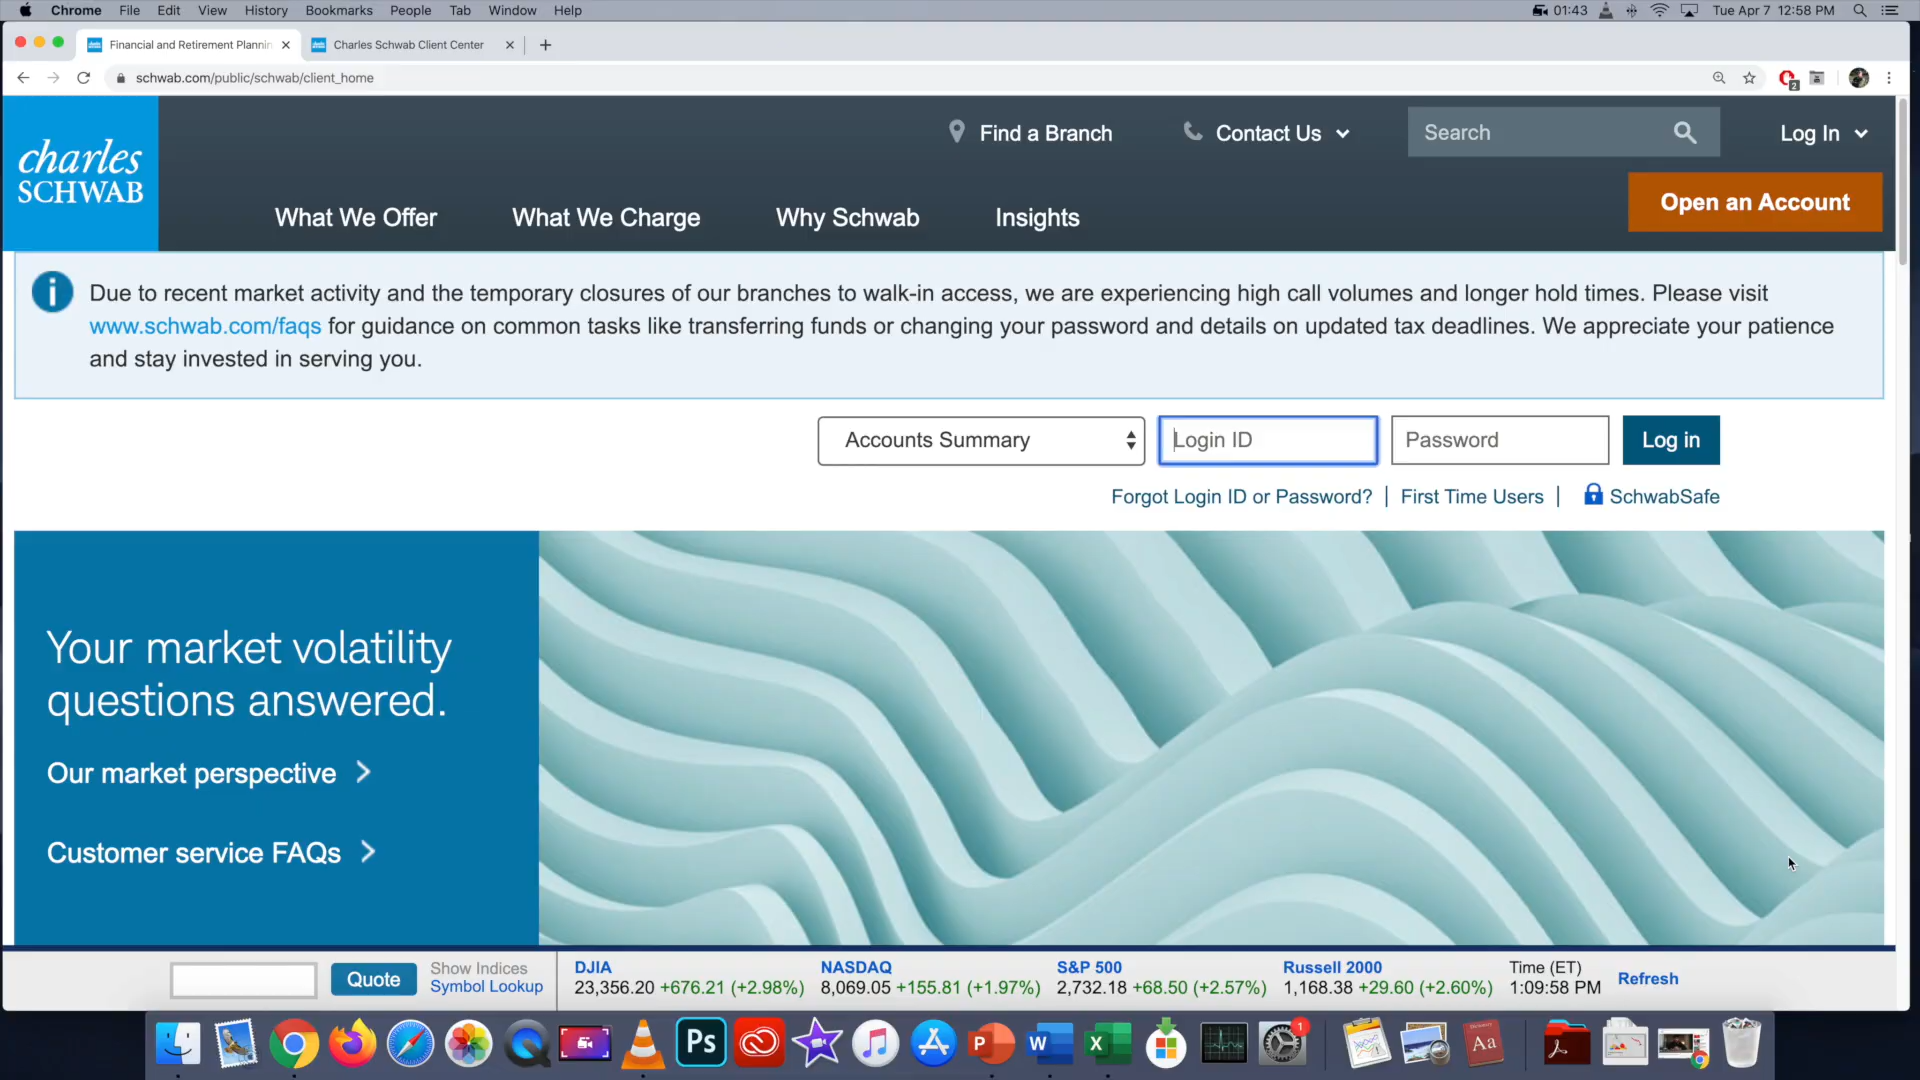 Chrome File Edit View History Bookmarks People Tab Window Help 01:43 Tue Apr 7 12:58 PM
Financial and Retirement Plannin Charles Schwab Client Center
schwab.com/public/schwab/client_home
2
charles
SCHWAB
Find a Branch Contact Us Search Log In
What We Offer What We Charge Why Schwab Insights Open an Account
i
Due to recent market activity and the temporary closures of our branches to walk-in access, we are experiencing high call volumes and longer hold times. Please visit
www.schwab.com/faqs for guidance on common tasks like transferring funds or changing your password and details on updated tax deadlines. We appreciate your patience
and stay invested in serving you.
Accounts Summary Login ID Password Log in
Forgot Login ID or Password? | First Time Users | SchwabSafe
Your market volatility
questions answered.
Our market perspective
Customer service FAQs
Quote
Show Indices
Symbol Lookup
DJIA
23,356.20 +676.21 (+2.98%)
NASDAQ
8,069.05 +155.81 (+1.97%)
S&P 500
2,732.18 +68.50 (+2.57%)
Russell 2000
1,168.38 +29.60 (+2.60%)
Time (ET)
1:09:58 PM
Refresh
Ps
P
W
X
1
Aa